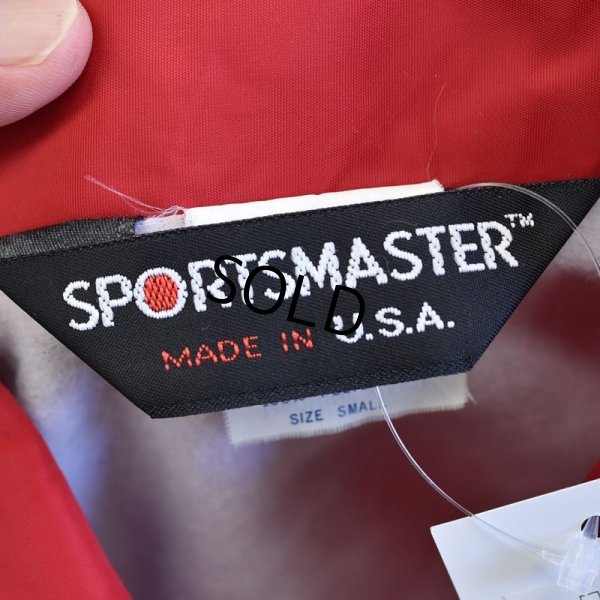 SPORTSMASTER™
SOLD
MADE IN U.S.A.
SIZE SMALL